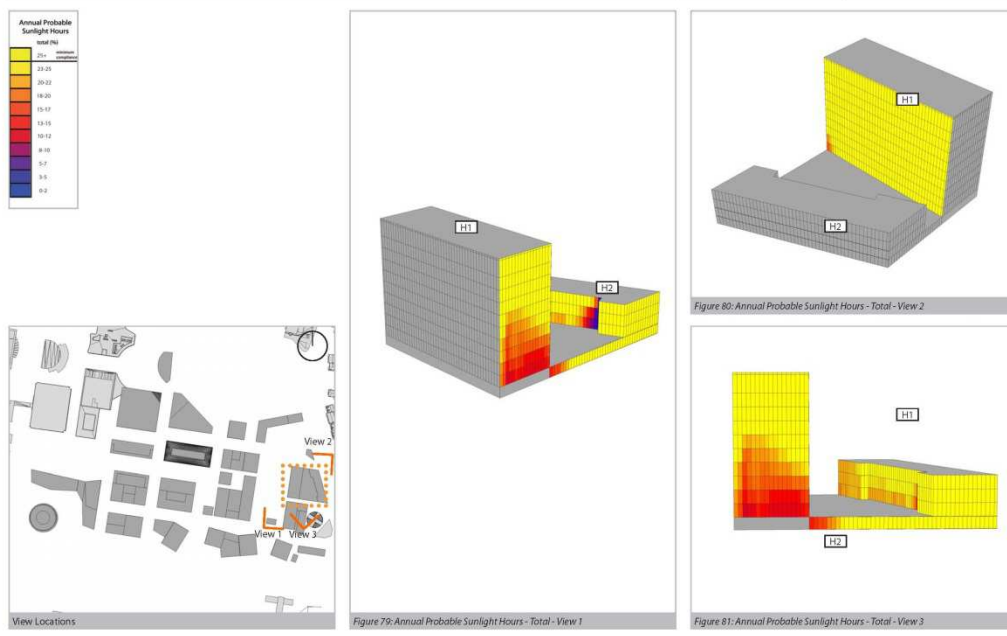 Annual Probable
Sunlight Hours
total (%)
25+
minimum
compliance
23-25
20-22
18-20
15-17
13-15
10-12
8-10
5-7
3-5
0-2
View 2
View 1
View 3
View Locations
H1
H2
Figure 79: Annual Probable Sunlight Hours - Total - View 1
H1
H2
Figure 80: Annual Probable Sunlight Hours - Total - View 2
H1
H2
Figure 81: Annual Probable Sunlight Hours - Total - View 3